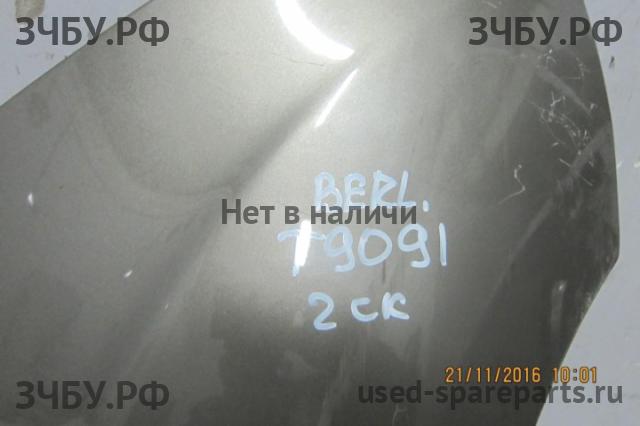 ЗЧБУ.РФ ЗЧБУ.РФ
BERL.
Нет в наличи
T9091
2 СК
21/11/2016 10:01
ЗЧБУ.РФ used-spareparts.ru